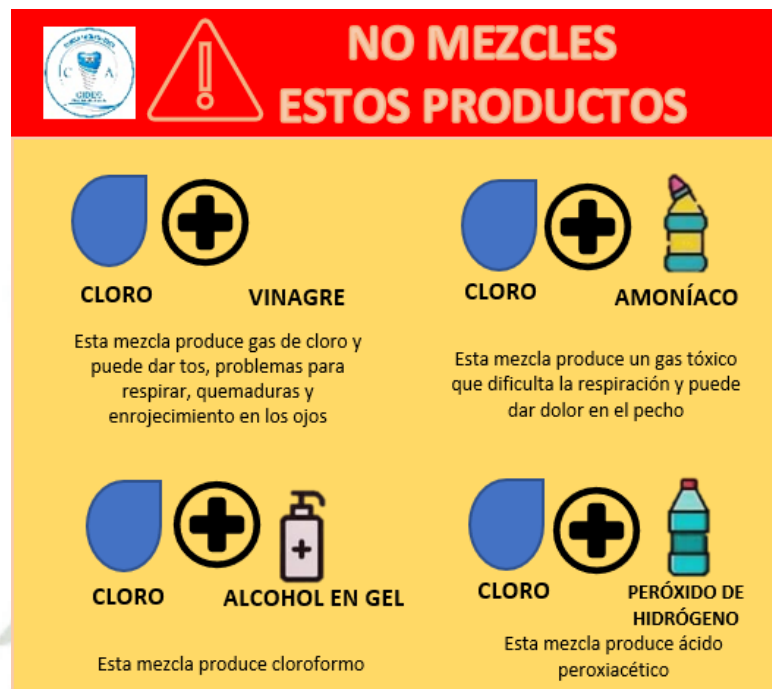 NO MEZCLES
ESTOS PRODUCTOS
C A
CLORO
VINAGRE
Esta mezcla produce gas de cloro y
puede dar tos, problemas para
respirar, quemaduras y
enrojecimiento en los ojos
CLORO
AMONÍACO
Esta mezcla produce un gas tóxico
que dificulta la respiración y puede
dar dolor en el pecho
CLORO
ALCOHOL EN GEL
Esta mezcla produce cloroformo
CLORO
PERÓXIDO DE
HIDRÓGENO
Esta mezcla produce ácido
peroxiacético